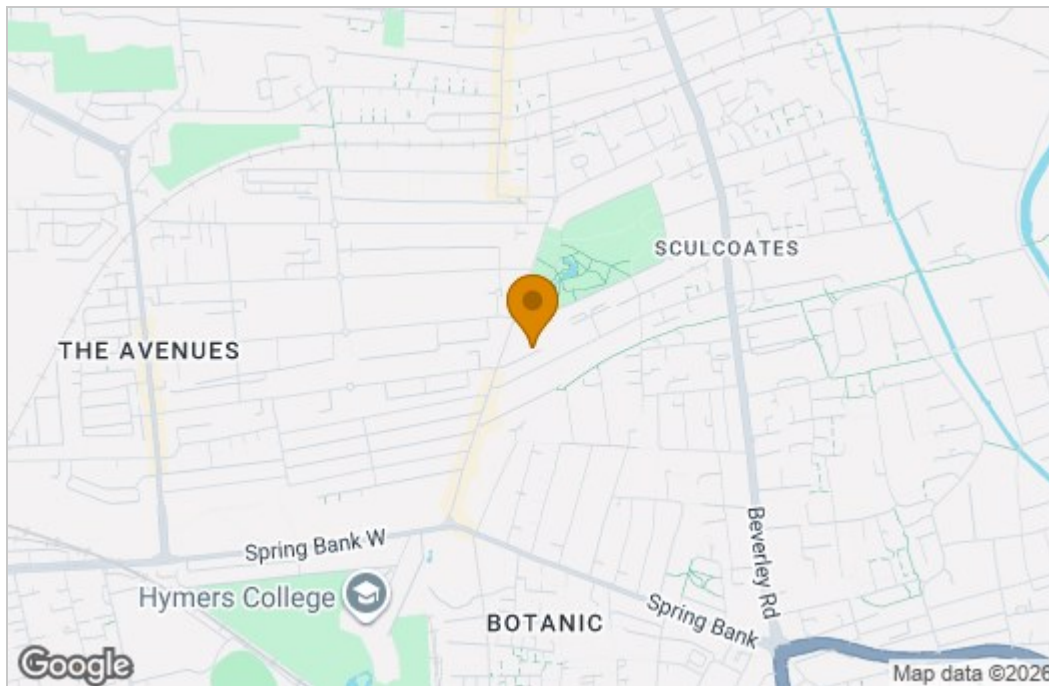 SCULCOATES
THE AVENUES
Beverley Rd
Spring Bank W
Hymers College
Spring Bank
BOTANIC
Google
Map data ©2026